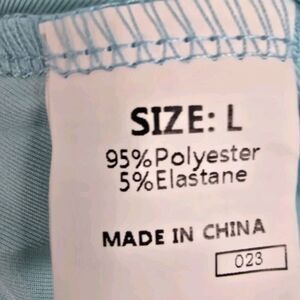 SIZE: L
95%Polyester
5%Elastane
MADE IN CHINA
023